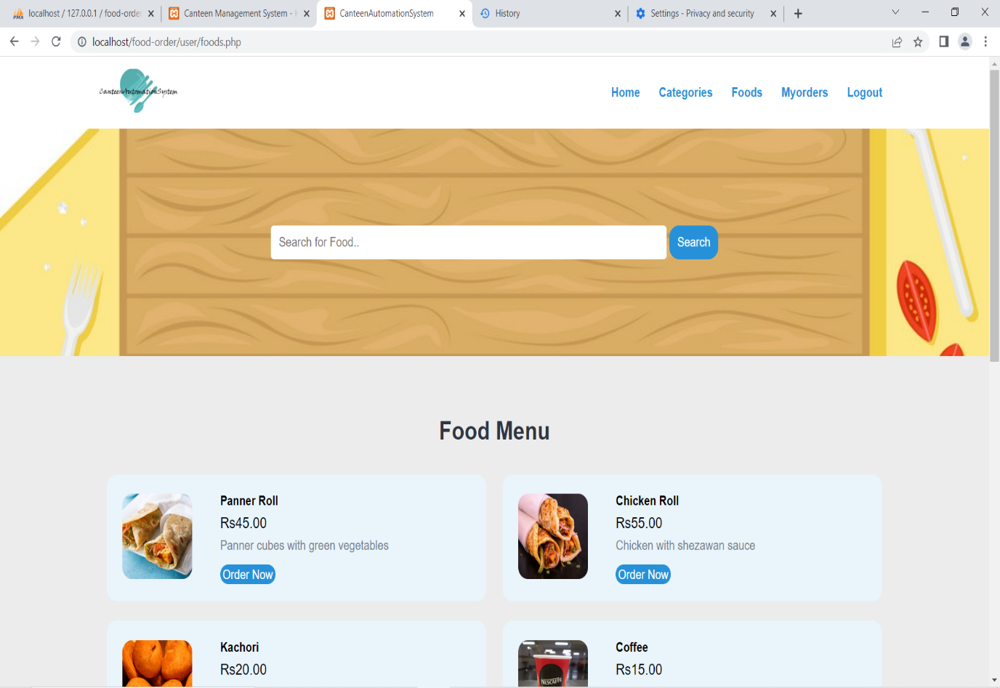 localhost / 127.0.0.1 / food-order
Canteen Management System -
CanteenAutomationSystem
History
Settings - Privacy and security
localhost/food-order/user/foods.php
CanteenAutomationSystem
Home
Categories
Foods
Myorders
Logout
Search for Food..
Search
Food Menu
Panner Roll
Rs45.00
Panner cubes with green vegetables
Order Now
Chicken Roll
Rs55.00
Chicken with shezawan sauce
Order Now
Kachori
Rs20.00
Coffee
Rs15.00
NESCAFÉ